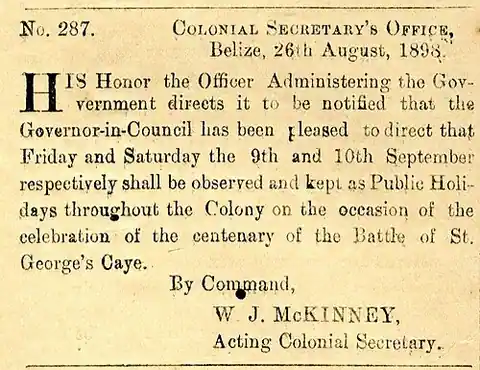 No. 287. COLONIAL SECRETARY'S OFFICE,
Belize, 26th August, 1898.
HIS Honor the Officer Administering the Gov-
vernment directs it to be notified that the
Governor-in-Council has been pleased to direct that
Friday and Saturday the 9th and 10th September
respectively shall be observed and kept as Public Holi-
days throughout the Colony on the occasion of the
celebration of the centenary of the Battle of St.
George's Caye.
By Command,
W. J. McKINNEY,
Acting Colonial Secretary.